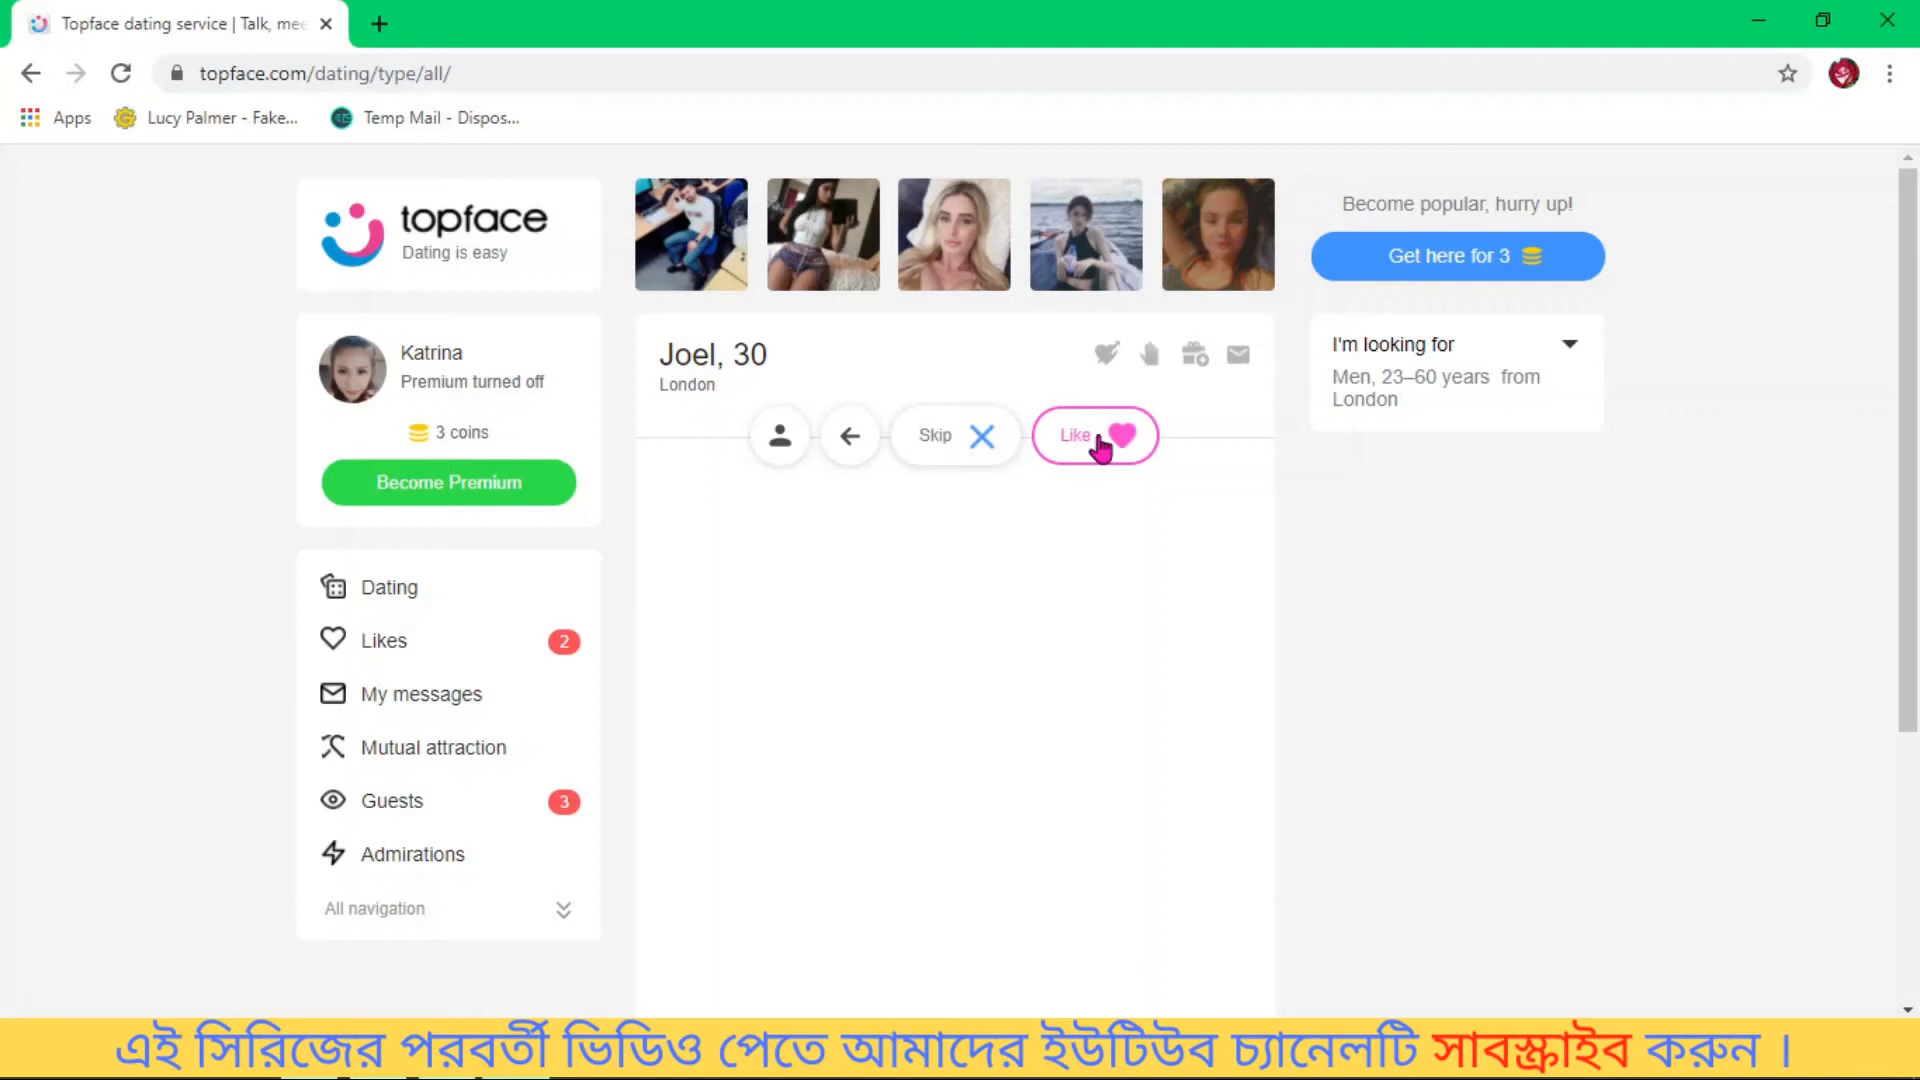 Topface dating service | Talk, mee
topface.com/dating/type/all/
Apps
Lucy Palmer - Fake...
Temp Mail - Dispos...
topface
Dating is easy
Become popular, hurry up!
Get here for 3
Katrina
Premium turned off
3 coins
Become Premium
Joel, 30
London
Skip
Like
I'm looking for
Men, 23–60 years from
London
Dating
Likes
2
My messages
Mutual attraction
Guests
3
Admirations
All navigation
এই সিরিজের পরবর্তী ভিডিও পেতে আমাদের ইউটিউব চ্যানেলটি সাবস্ক্রাইব করুন ।